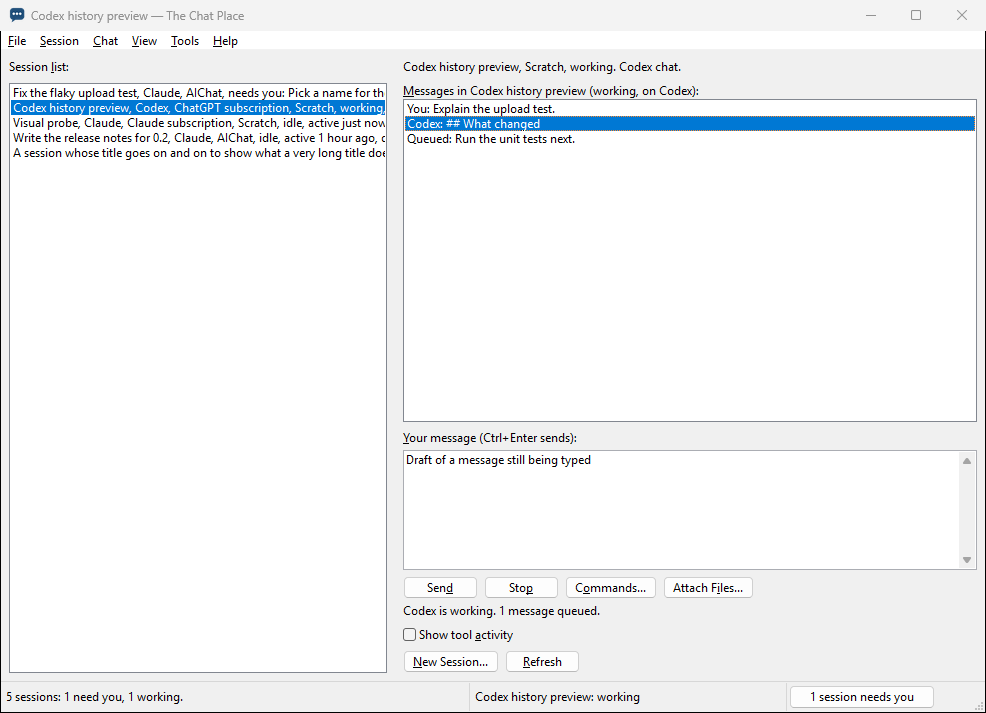 Codex history preview — The Chat Place
File Session Chat View Tools Help
Session list:
Fix the flaky upload test, Claude, AIChat, needs you: Pick a name for th
Codex history preview, Codex, ChatGPT subscription, Scratch, working,
Visual probe, Claude, Claude subscription, Scratch, idle, active just now
Write the release notes for 0.2, Claude, AIChat, idle, active 1 hour ago, c
A session whose title goes on and on to show what a very long title doe
Codex history preview, Scratch, working. Codex chat.
Messages in Codex history preview (working, on Codex):
You: Explain the upload test.
Codex: ## What changed
Queued: Run the unit tests next.
Your message (Ctrl+Enter sends):
Draft of a message still being typed
Send Stop Commands... Attach Files...
Codex is working. 1 message queued.
Show tool activity
New Session... Refresh
5 sessions: 1 need you, 1 working.
Codex history preview: working
1 session needs you